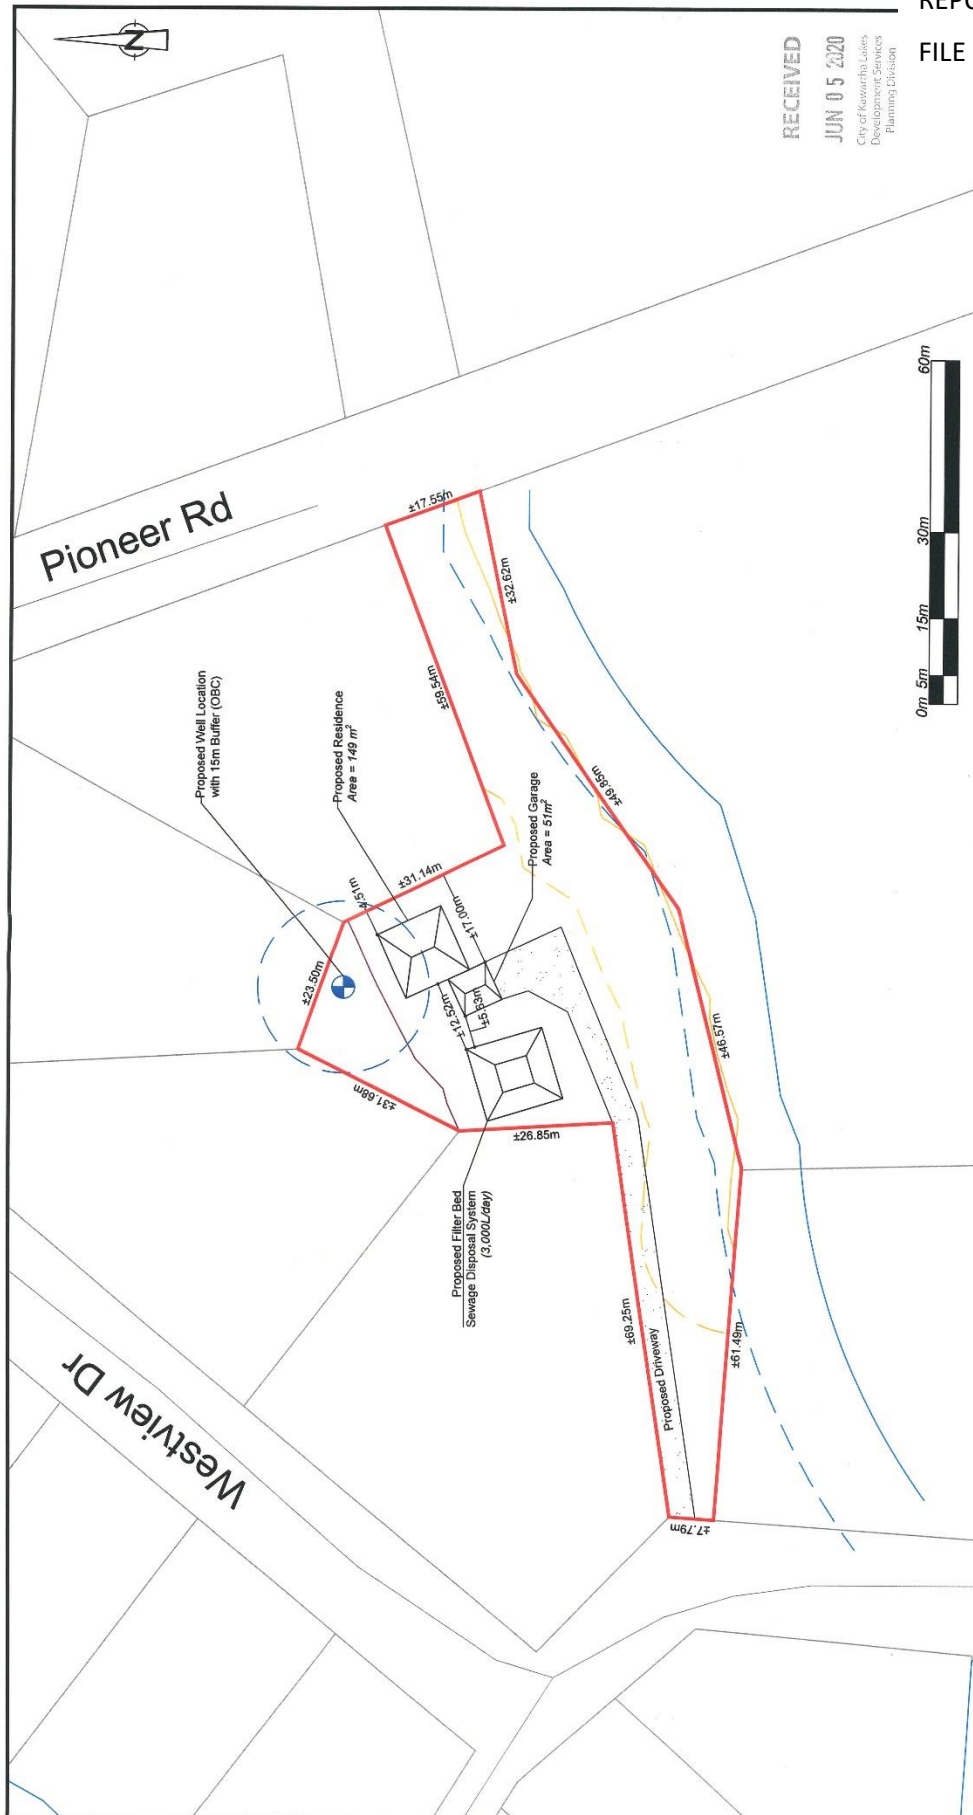 REPO
FILE
N
RECEIVED
JUN 05 2020
City of Kawartha Lakes
Development Services
Planning Division
Pioneer Rd
±17.55m
±32.62m
±59.54m
Proposed Well Location
with 15m Buffer (OBC)
Proposed Residence
Area = 149 m²
Proposed Garage
Area = 51m²
±49.85m
0m 5m 15m 30m 60m
±31.14m
4.51m
±17.00m
±23.50m
±12.52m
±5.63m
±31.68m
±26.85m
±46.57m
Proposed Filter Bed
Sewage Disposal System
(3,000L/day)
±69.25m
Proposed Driveway
±61.49m
±7.79m
Westview Dr